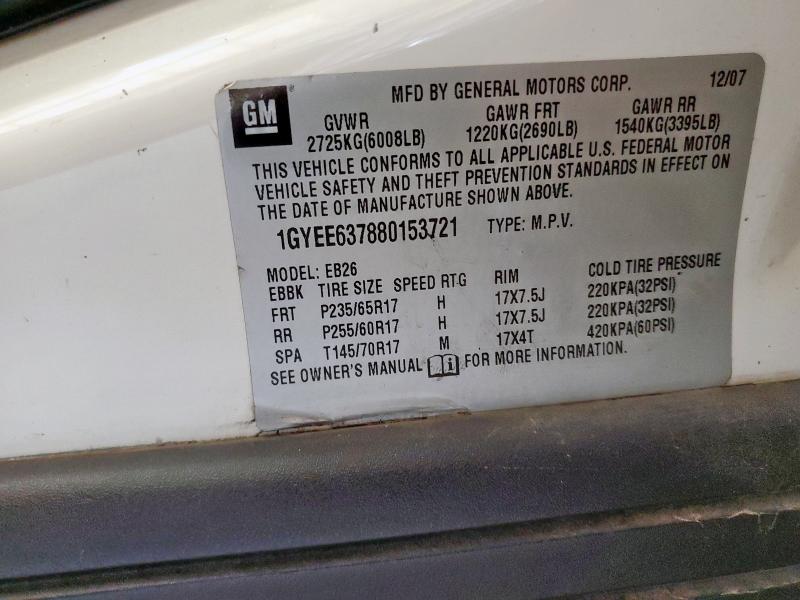 MFD BY GENERAL MOTORS CORP. 12/07
GM
GVWR GAWR FRT GAWR RR
2725KG(6008LB) 1220KG(2690LB) 1540KG(3395LB)
THIS VEHICLE CONFORMS TO ALL APPLICABLE U.S. FEDERAL MOTOR
VEHICLE SAFETY AND THEFT PREVENTION STANDARDS IN EFFECT ON
THE DATE OF MANUFACTURE SHOWN ABOVE.
1GYEE637880153721 TYPE: M.P.V.
MODEL: EB26
EBBK TIRE SIZE SPEED RTG RIM COLD TIRE PRESSURE
FRT P235/65R17 H 17X7.5J 220KPA(32PSI)
RR P255/60R17 H 17X7.5J 220KPA(32PSI)
SPA T145/70R17 M 17X4T 420KPA(60PSI)
SEE OWNER'S MANUAL i FOR MORE INFORMATION.